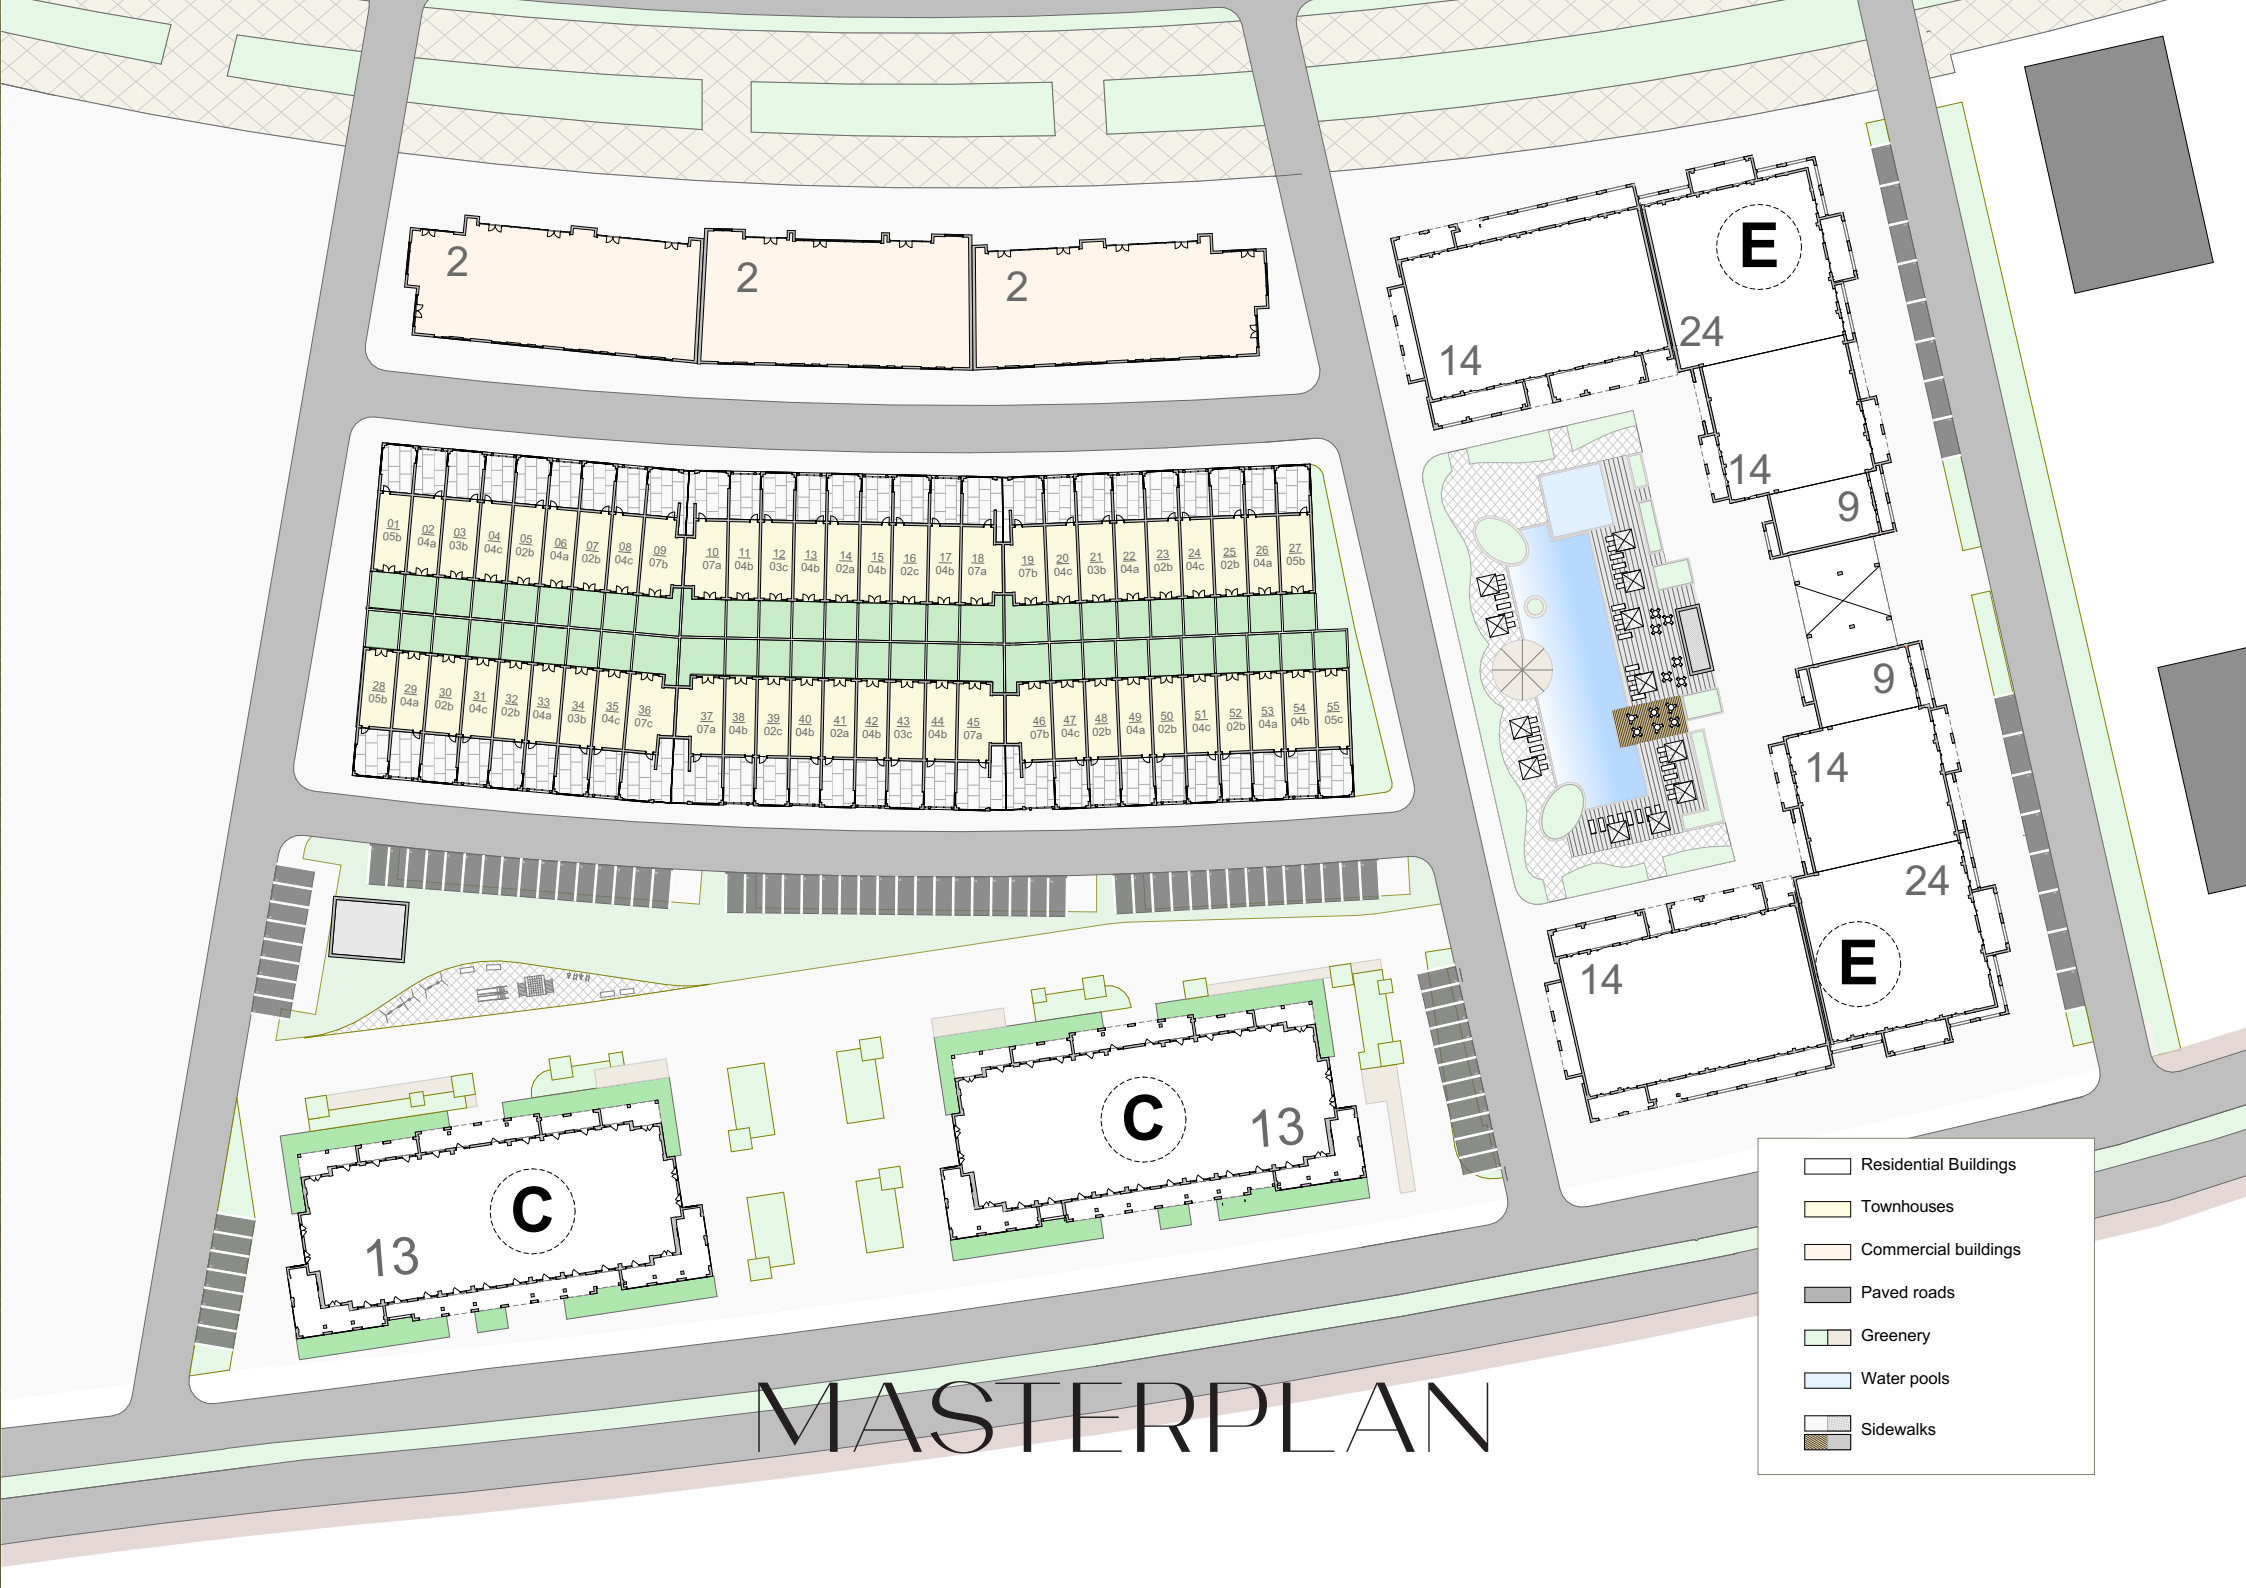 2
2
2
E
24
14
14
9
01
05b
02
04a
03
03b
04
04c
05
02b
06
04a
07
02b
08
04c
09
07b
10
07a
11
04b
12
03c
13
04b
14
02a
15
04b
16
02c
17
04b
18
07a
19
07b
20
04c
21
03b
22
04a
23
02b
24
04c
25
02b
26
04a
27
05b
28
05b
29
04a
30
02b
31
04c
32
02b
33
04a
34
03b
35
04c
36
07c
37
07a
38
04b
39
02c
40
04b
41
02a
42
04b
43
03c
44
04b
45
07a
46
07b
47
04c
48
02b
49
04a
50
02b
51
04c
52
02b
53
04a
54
04b
55
05c
9
14
24
14
E
C
13
C
13
Residential Buildings
Townhouses
Commercial buildings
Paved roads
Greenery
Water pools
Sidewalks
MASTERPLAN